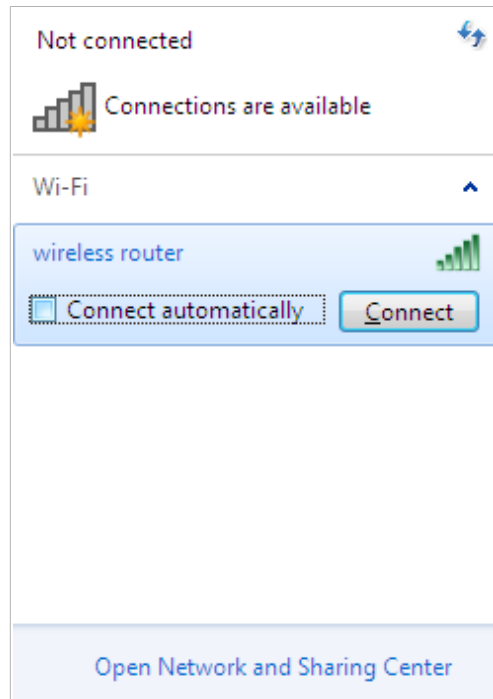 Not connected
Connections are available
Wi-Fi
wireless router
Connect automatically Connect
Open Network and Sharing Center